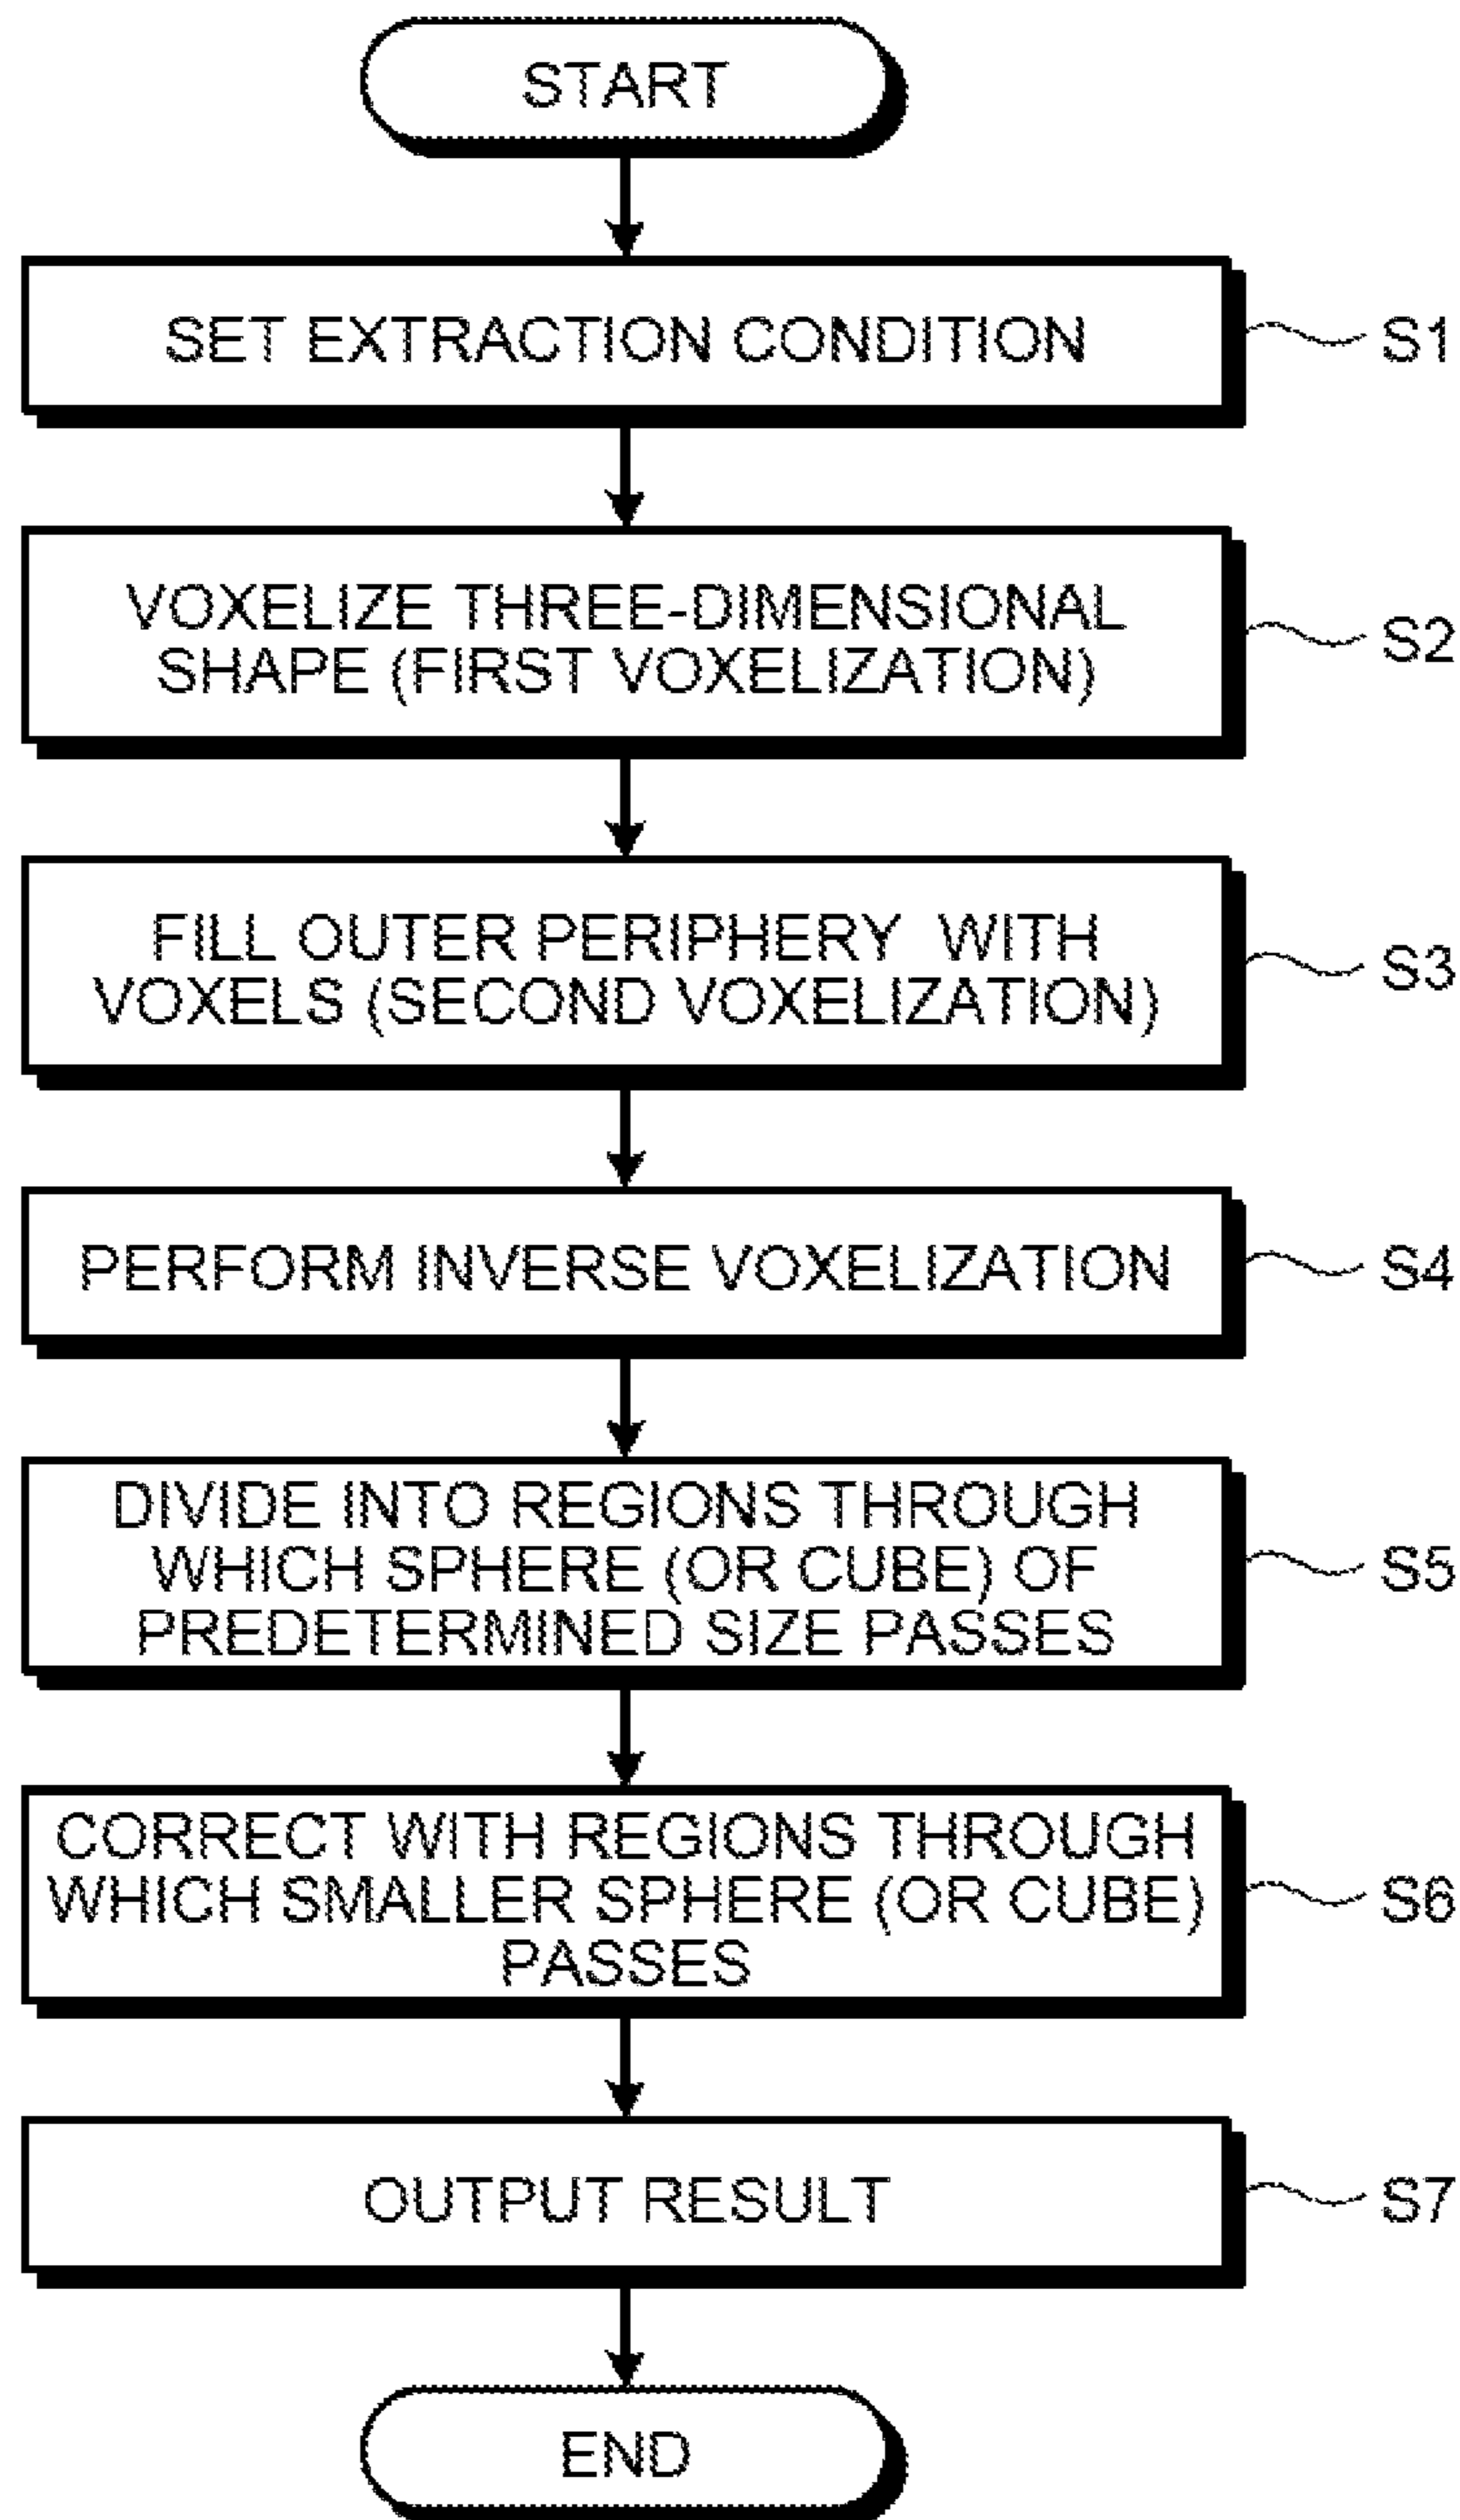 START
SET EXTRACTION CONDITION
S1
VOXELIZE THREE-DIMENSIONAL
SHAPE (FIRST VOXELIZATION)
S2
FILL OUTER PERIPHERY WITH
VOXELS (SECOND VOXELIZATION)
S3
PERFORM INVERSE VOXELIZATION
S4
DIVIDE INTO REGIONS THROUGH
WHICH SPHERE (OR CUBE) OF
PREDETERMINED SIZE PASSES
S5
CORRECT WITH REGIONS THROUGH
WHICH SMALLER SPHERE (OR CUBE)
PASSES
S6
OUTPUT RESULT
S7
END